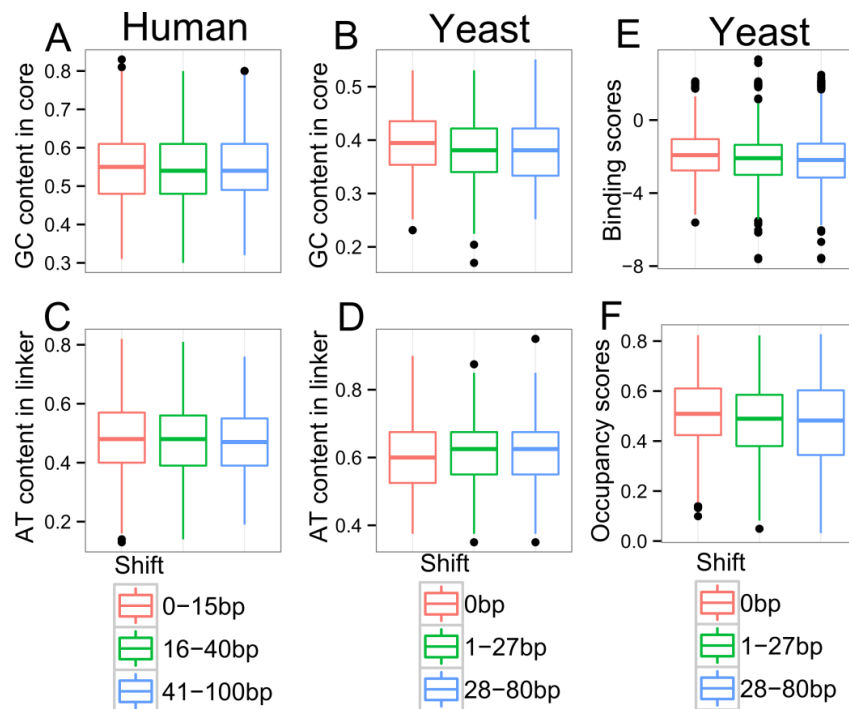 A Human B Yeast E Yeast
GC content in core
0.8
0.7
0.6
0.5
0.4
0.3
GC content in core
0.5
0.4
0.3
0.2
Binding scores
0
−4
−8
C D F
AT content in linker
0.8
0.6
0.4
0.2
AT content in linker
0.8
0.6
0.4
Occupancy scores
0.8
0.6
0.4
0.2
0.0
Shift
0−15bp
16−40bp
41−100bp
Shift
0bp
1−27bp
28−80bp
Shift
0bp
1−27bp
28−80bp